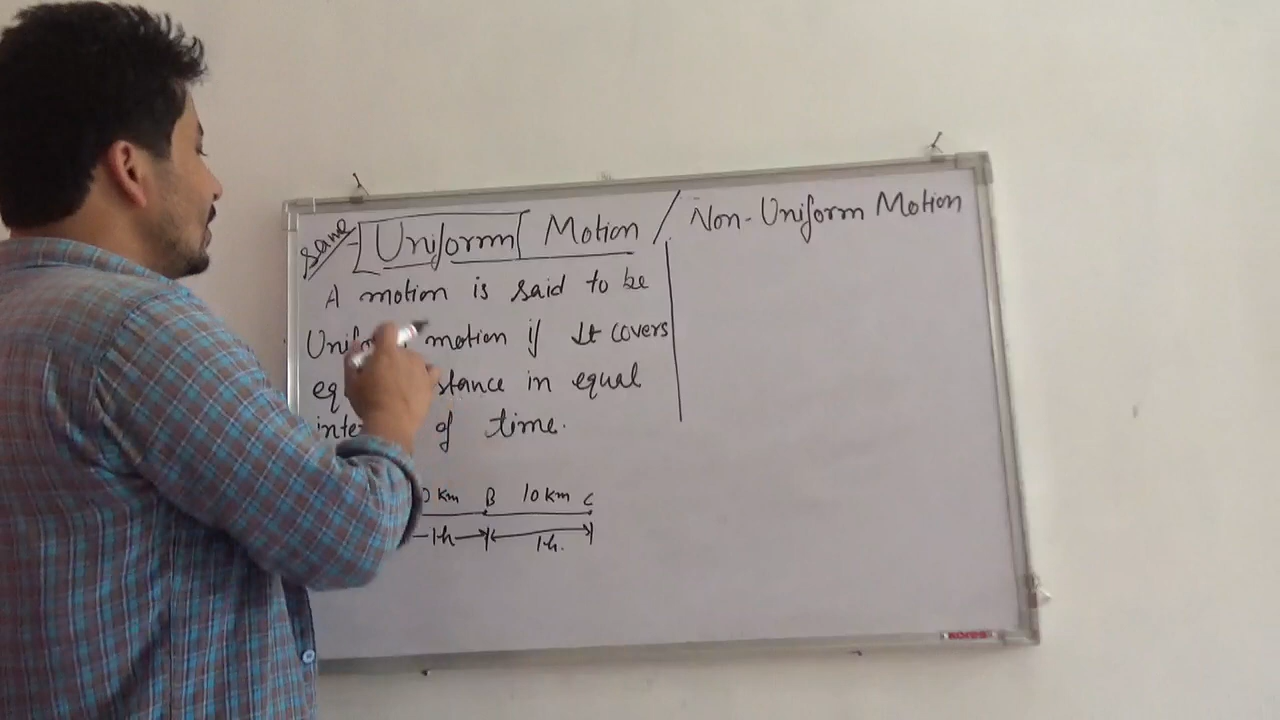 Same
Uniform Motion / Non-Uniform Motion
A motion is said to be
motion if It covers
in equal
of time.
km B 10 km C
1h 1h.
KORES